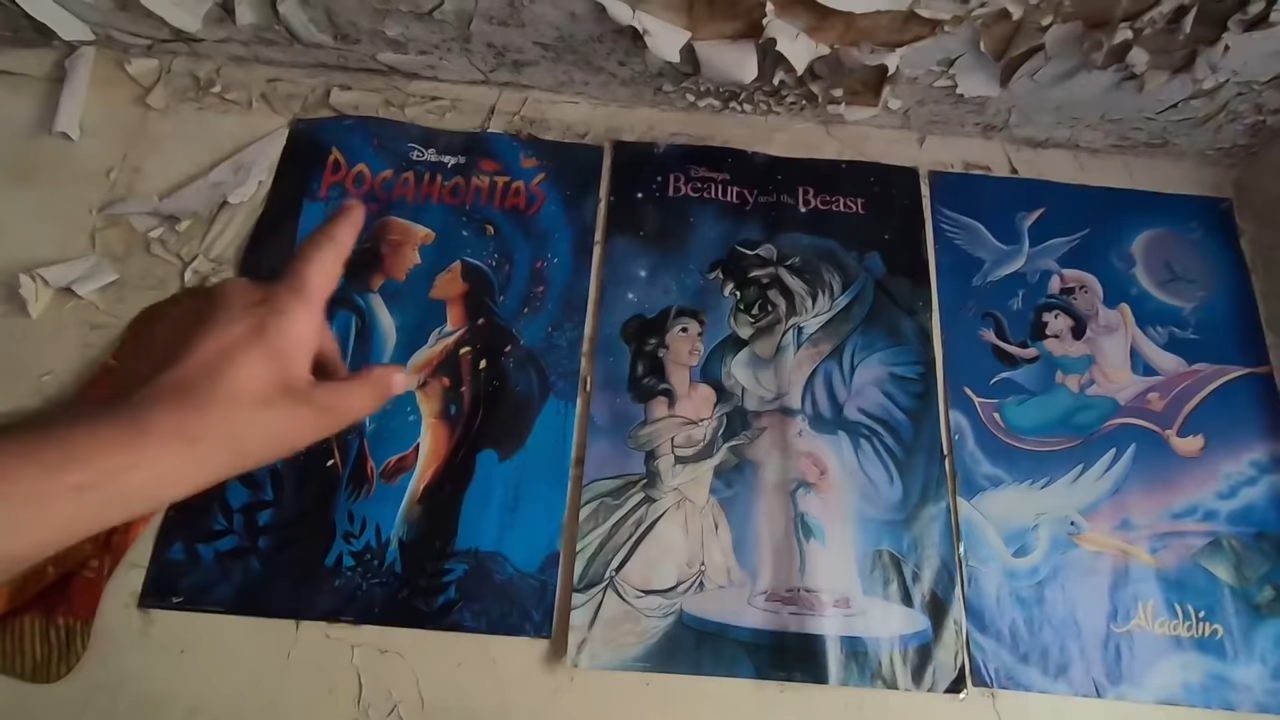 Disney's
POCAHONTAS
Disney's
Beauty and the Beast
Aladdin